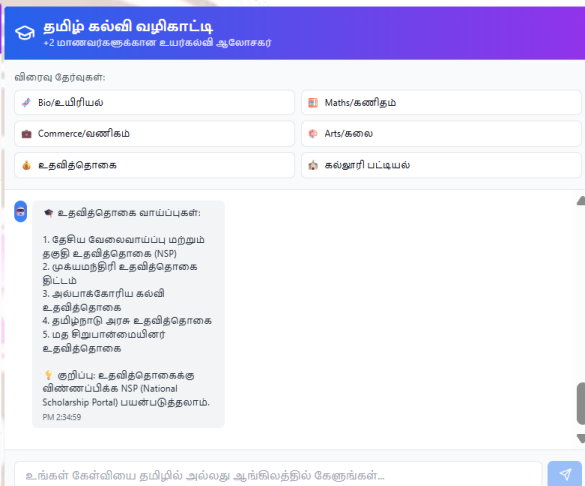 தமிழ் கல்வி வழிகாட்டி
+2 மாணவர்களுக்கான உயர்கல்வி ஆலோசகர்
விரைவு தேர்வுகள்:
Bio/உயிரியல்
Maths/கணிதம்
Commerce/வணிகம்
Arts/கலை
உதவித்தொகை
கல்லூரி பட்டியல்
உதவித்தொகை வாய்ப்புகள்:
1. தேசிய வேலைவாய்ப்பு மற்றும்
தகுதி உதவித்தொகை (NSP)
2. முக்யமந்திரி உதவித்தொகை
திட்டம்
3. அல்பாக்கோரிய கல்வி
உதவித்தொகை
4. தமிழ்நாடு அரசு உதவித்தொகை
5. மத சிறுபான்மையினர்
உதவித்தொகை
குறிப்பு: உதவித்தொகைக்கு
விண்ணப்பிக்க NSP (National
Scholarship Portal) பயன்படுத்தலாம்.
PM 2:34:59
உங்கள் கேள்வியை தமிழில் அல்லது ஆங்கிலத்தில் கேளுங்கள்...